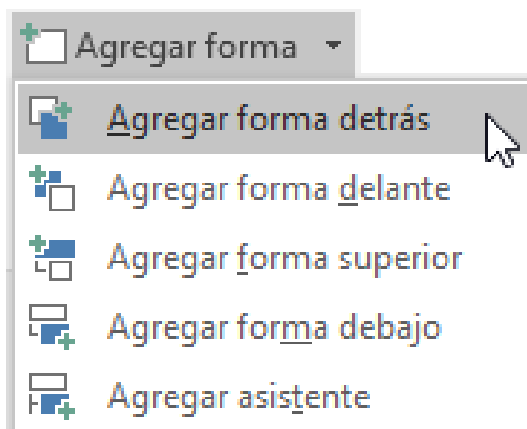 Agregar forma
Agregar forma detrás
Agregar forma delante
Agregar forma superior
Agregar forma debajo
Agregar asistente